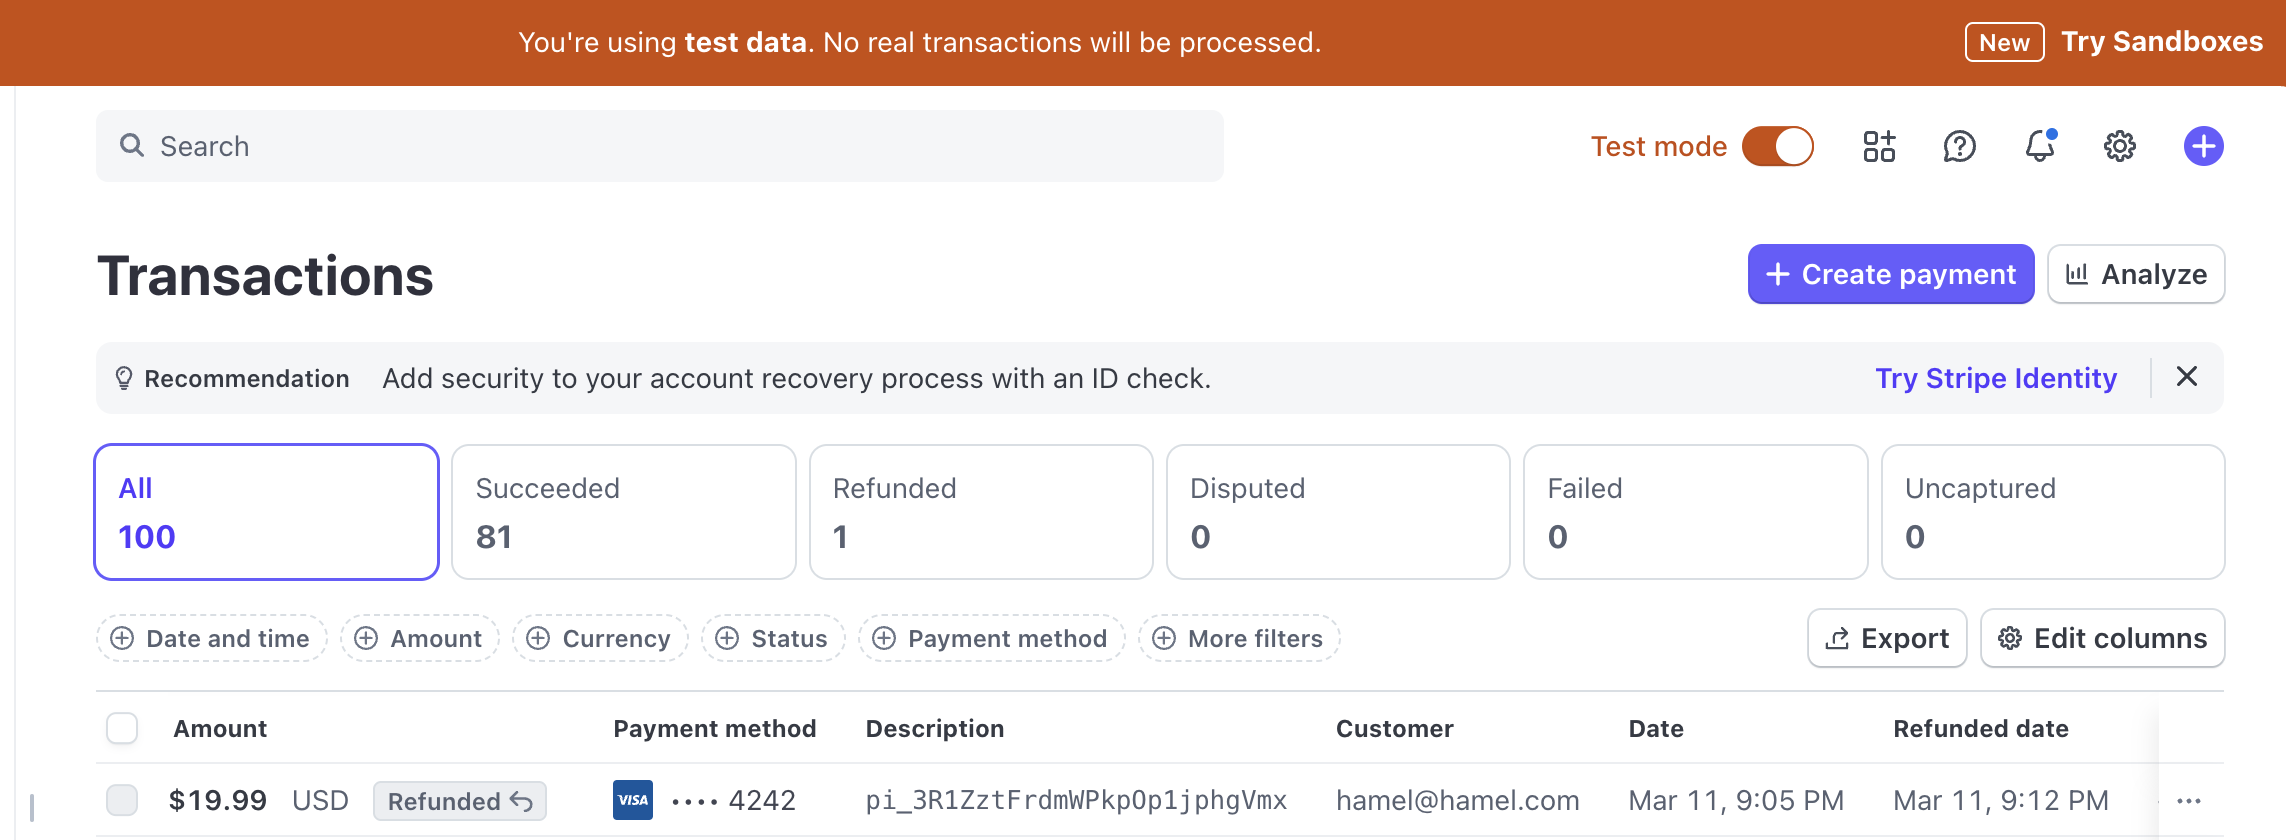 You're using test data. No real transactions will be processed.
New Try Sandboxes
Search
Test mode
Transactions
Create payment
Analyze
Recommendation Add security to your account recovery process with an ID check.
Try Stripe Identity
All
100
Succeeded
81
Refunded
1
Disputed
0
Failed
0
Uncaptured
0
Date and time
Amount
Currency
Status
Payment method
More filters
Export
Edit columns
Amount Payment method Description Customer Date Refunded date
$19.99 USD Refunded VISA •••• 4242 pi_3R1ZztFrdmWPkpOp1jphgVmx hamel@hamel.com Mar 11, 9:05 PM Mar 11, 9:12 PM